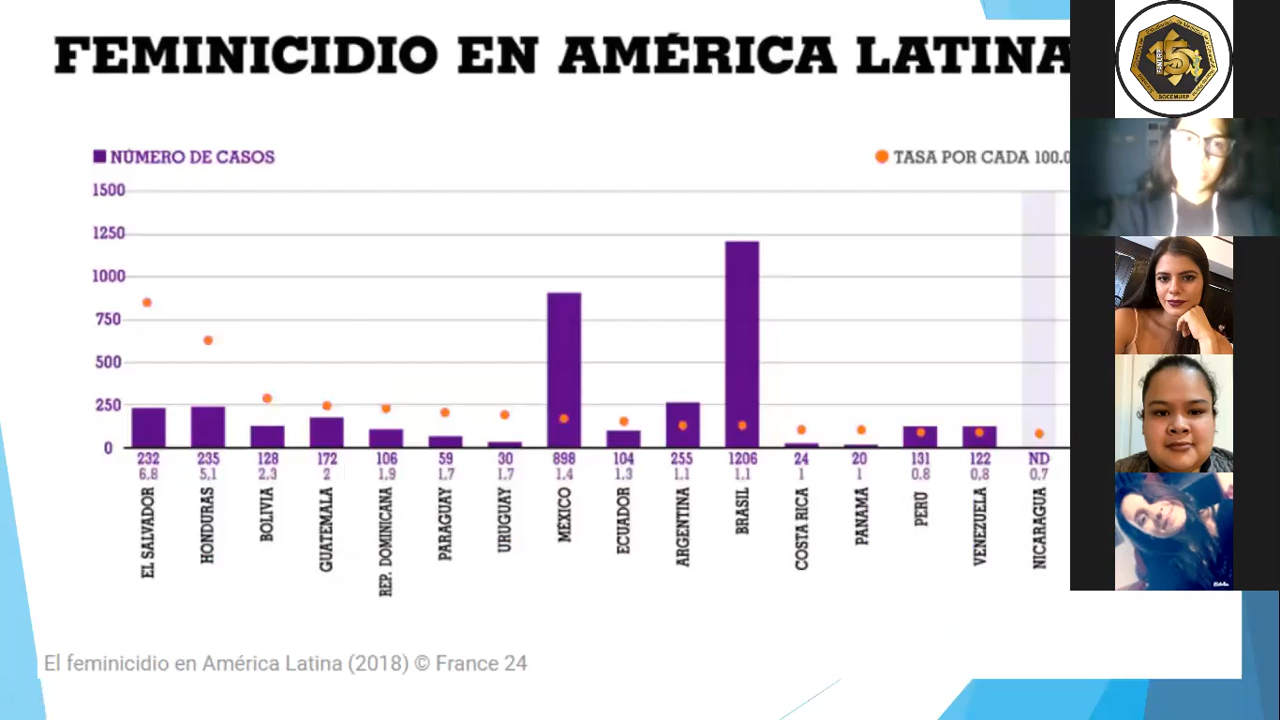 FEMINICIDIO EN AMÉRICA LATINA
NÚMERO DE CASOS
TASA POR CADA 100.0
1500
1250
1000
750
500
250
0
232 235 128 172 106 59 30 898 104 255 1206 24 20 131 122 ND
6,8 5,1 2,3 2 1,9 1.7 1.7 1.4 1.3 1.1 1.1 1 1 0.8 0,8 0.7
EL SALVADOR
HONDURAS
BOLIVIA
GUATEMALA
REP. DOMINICANA
PARAGUAY
URUGUAY
MÉXICO
ECUADOR
ARGENTINA
BRASIL
COSTA RICA
PANAMA
PERÚ
VENEZUELA
NICARAGUA
El feminicidio en América Latina (2018) © France 24
15
SOCEMURP